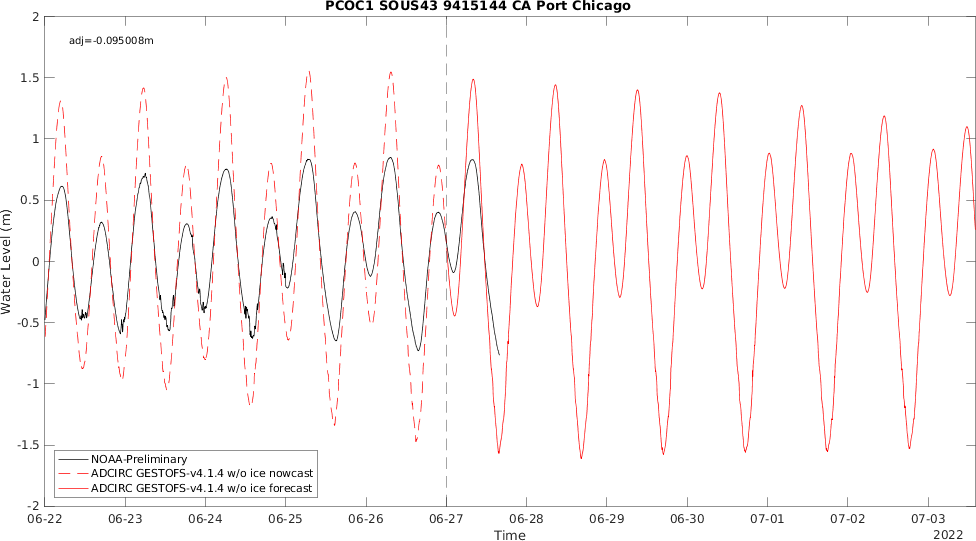 PCOC1 SOUS43 9415144 CA Port Chicago
adj=-0.095008m
2
1.5
1
0.5
0
-0.5
-1
-1.5
-2
Water Level (m)
NOAA-Preliminary
ADCIRC GESTOFS-v4.1.4 w/o ice nowcast
ADCIRC GESTOFS-v4.1.4 w/o ice forecast
06-22 06-23 06-24 06-25 06-26 06-27 06-28 06-29 06-30 07-01 07-02 07-03
Time
2022